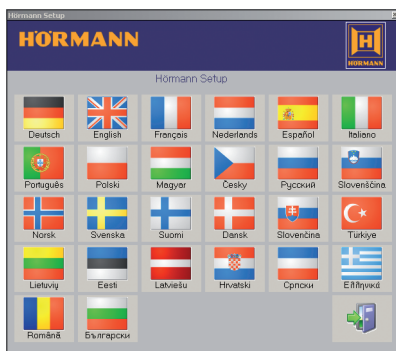 Hörmann Setup
HÖRMANN
HÖRMANN
Hörmann Setup
Deutsch English Français Nederlands Español Italiano
Português Polski Magyar Česky Русский Slovenščina
Norsk Svenska Suomi Dansk Slovenčina Türkiye
Lietuvių Eesti Latviešu Hrvatski Српски Ελληνικά
Română Български